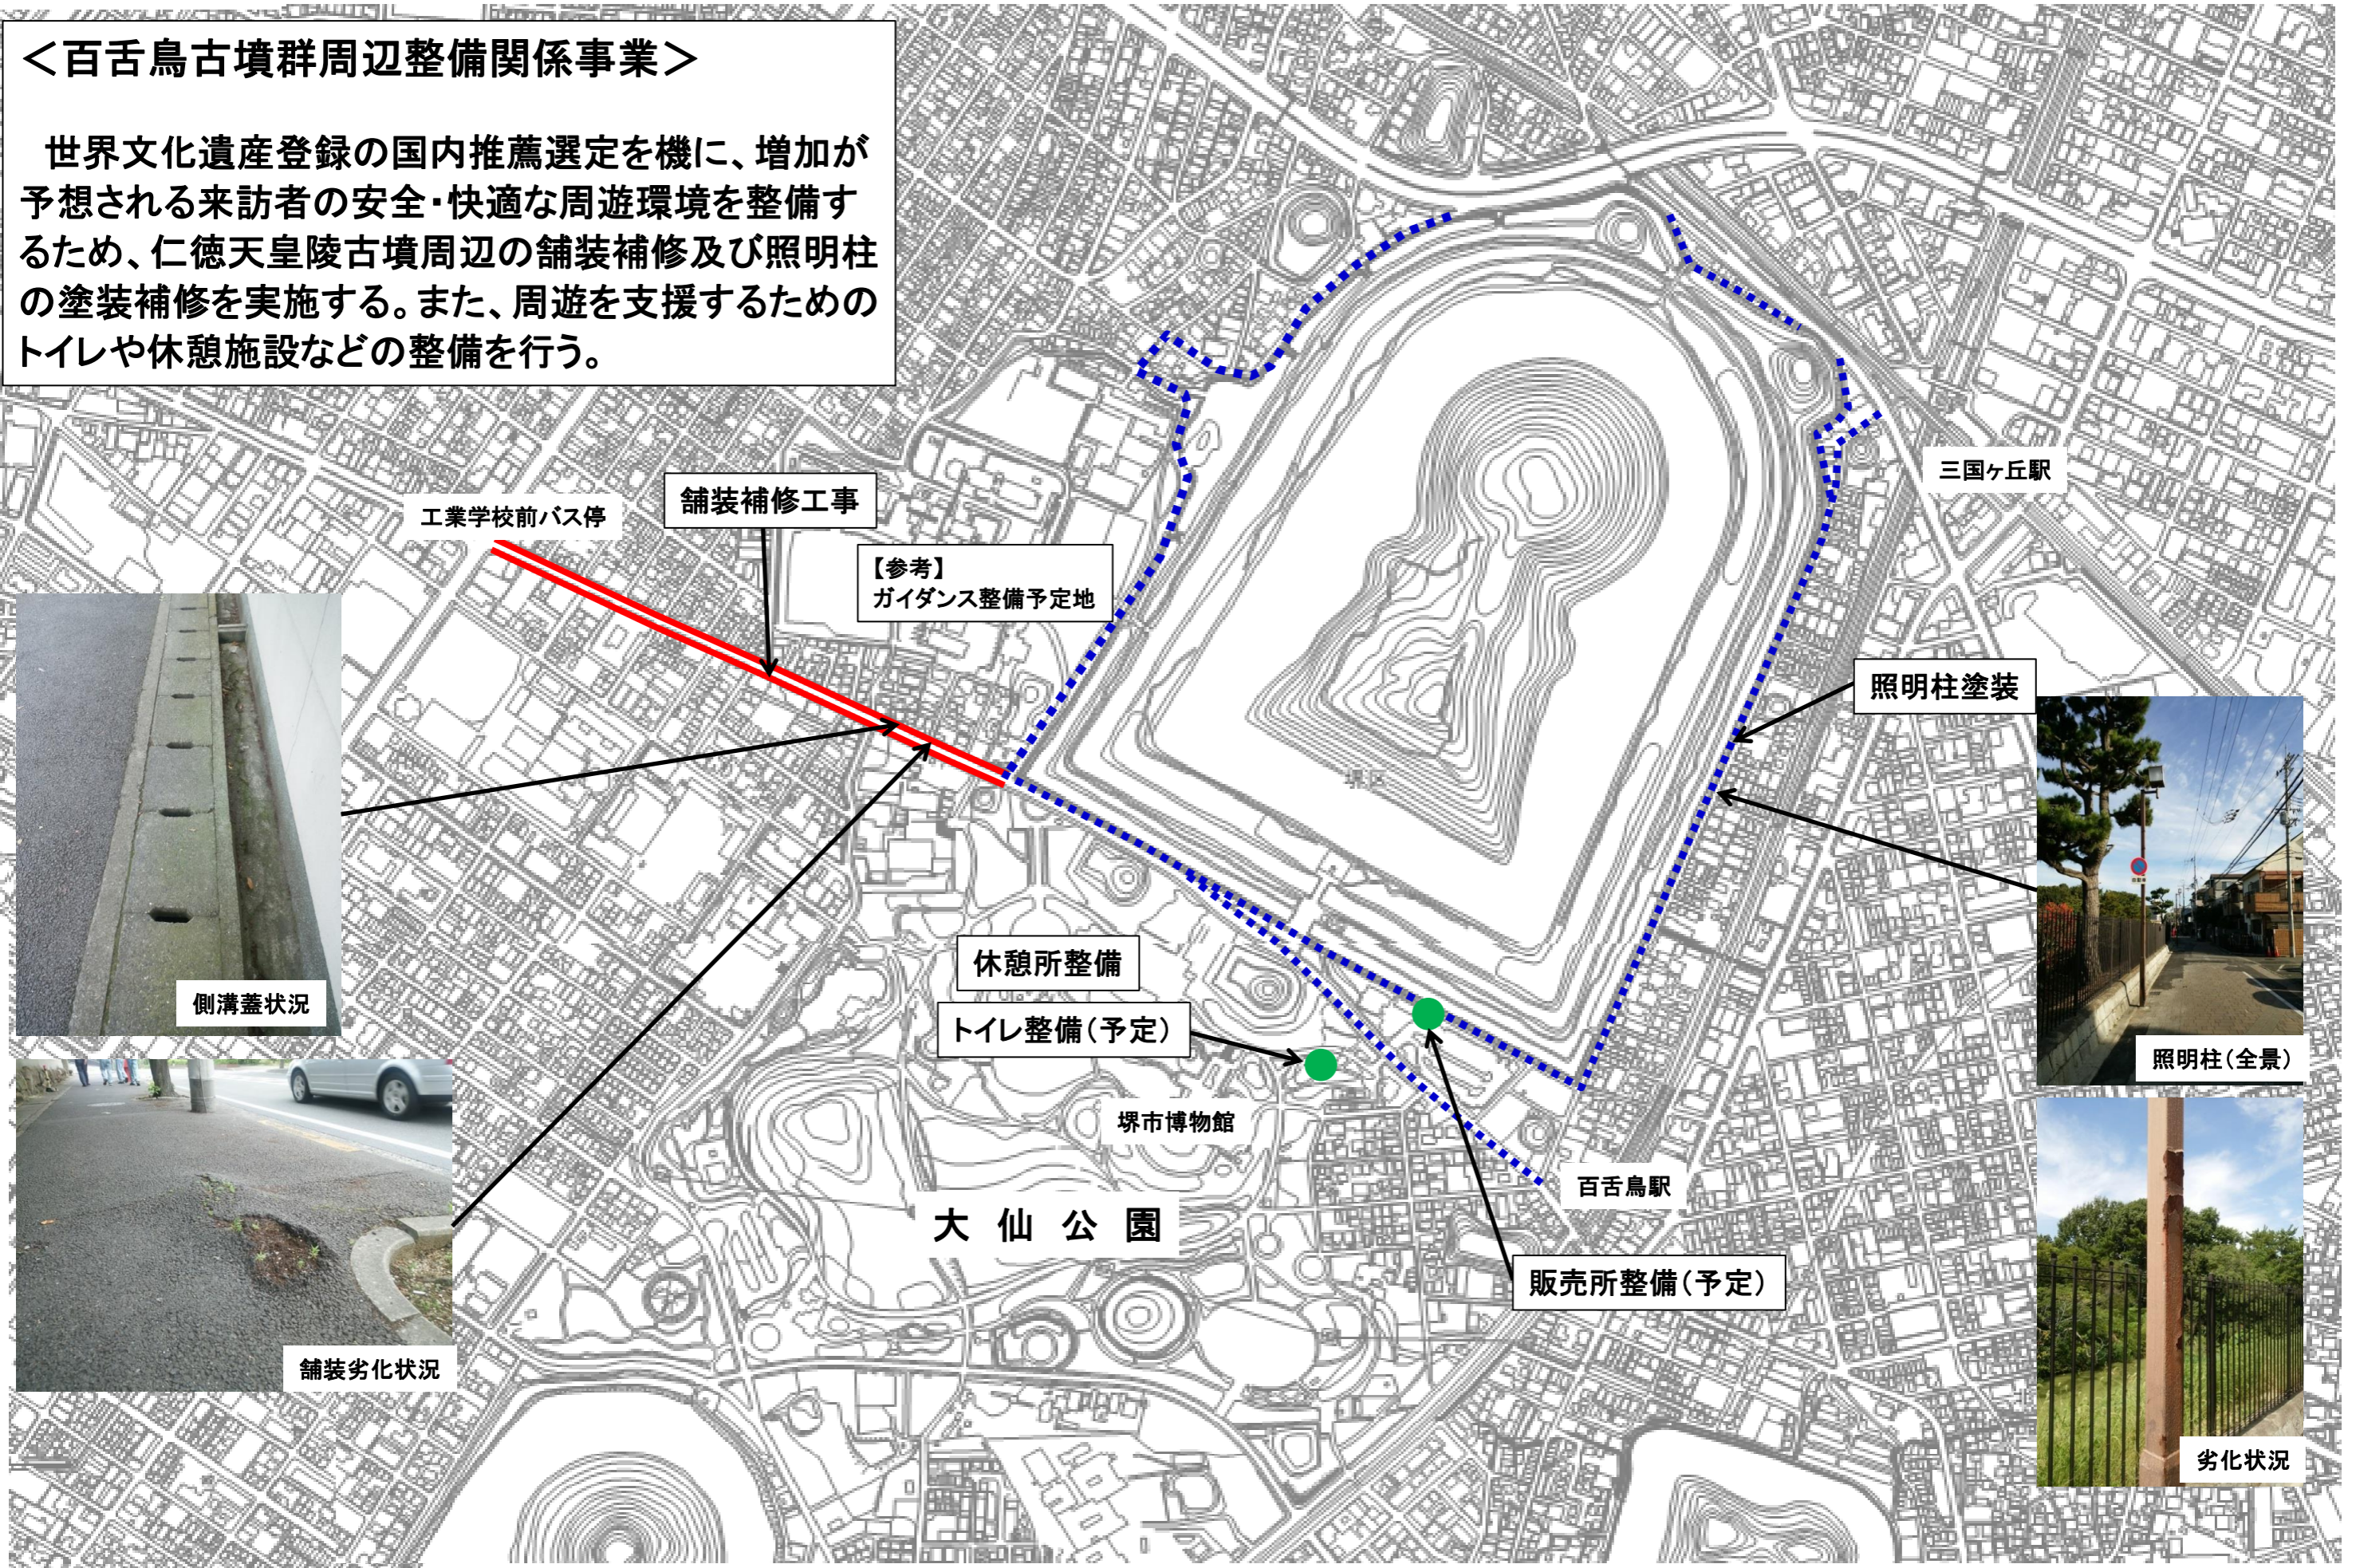 ＜百舌鳥古墳群周辺整備関係事業＞
世界文化遺産登録の国内推薦選定を機に、増加が
予想される来訪者の安全・快適な周遊環境を整備す
るため、仁徳天皇陵古墳周辺の舗装補修及び照明柱
の塗装補修を実施する。また、周遊を支援するための
トイレや休憩施設などの整備を行う。
三国ヶ丘駅
工業学校前バス停
舗装補修工事
【参考】
ガイダンス整備予定地
照明柱塗装
堺区
休憩所整備
側溝蓋状況
トイレ整備（予定）
照明柱（全景）
堺市博物館
百舌鳥駅
大仙公園
販売所整備（予定）
舗装劣化状況
劣化状況